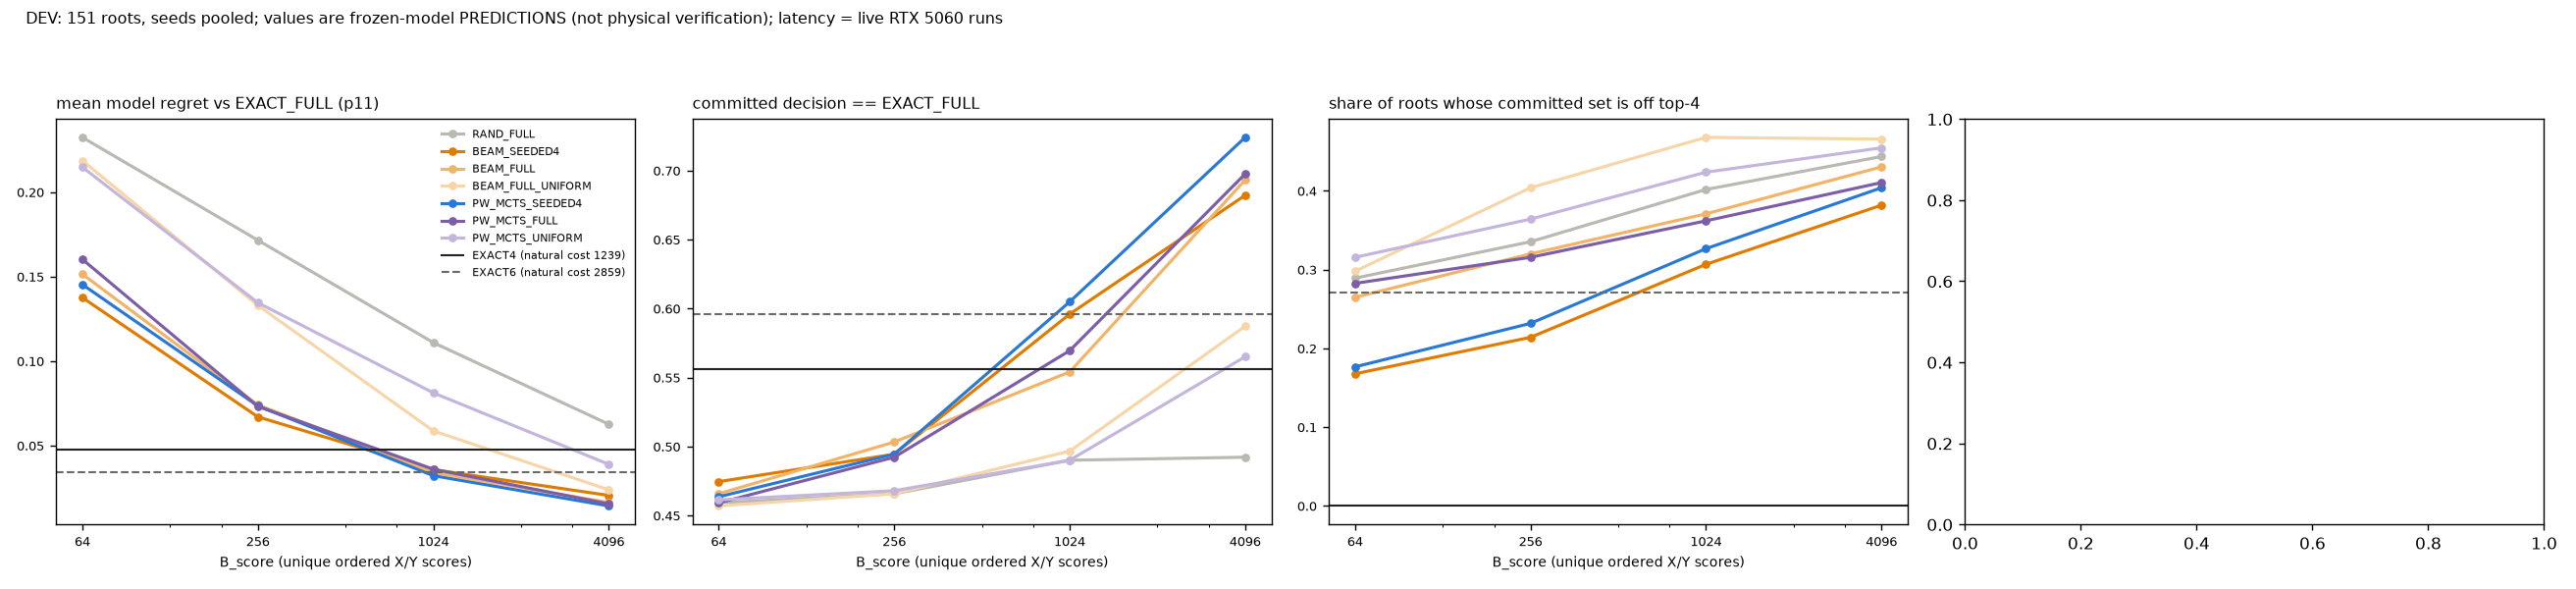 DEV: 151 roots, seeds pooled; values are frozen-model PREDICTIONS (not physical verification); latency = live RTX 5060 runs
mean model regret vs EXACT_FULL (p11)
0.20
0.15
0.10
0.05
64
256
1024
4096
B_score (unique ordered X/Y scores)
RAND_FULL
BEAM_SEEDED4
BEAM_FULL
BEAM_FULL_UNIFORM
PW_MCTS_SEEDED4
PW_MCTS_FULL
PW_MCTS_UNIFORM
EXACT4 (natural cost 1239)
EXACT6 (natural cost 2859)
committed decision == EXACT_FULL
0.70
0.65
0.60
0.55
0.50
0.45
64
256
1024
4096
B_score (unique ordered X/Y scores)
share of roots whose committed set is off top-4
0.4
0.3
0.2
0.1
0.0
64
256
1024
4096
B_score (unique ordered X/Y scores)
1.0
0.8
0.6
0.4
0.2
0.0
0.0
0.2
0.4
0.6
0.8
1.0